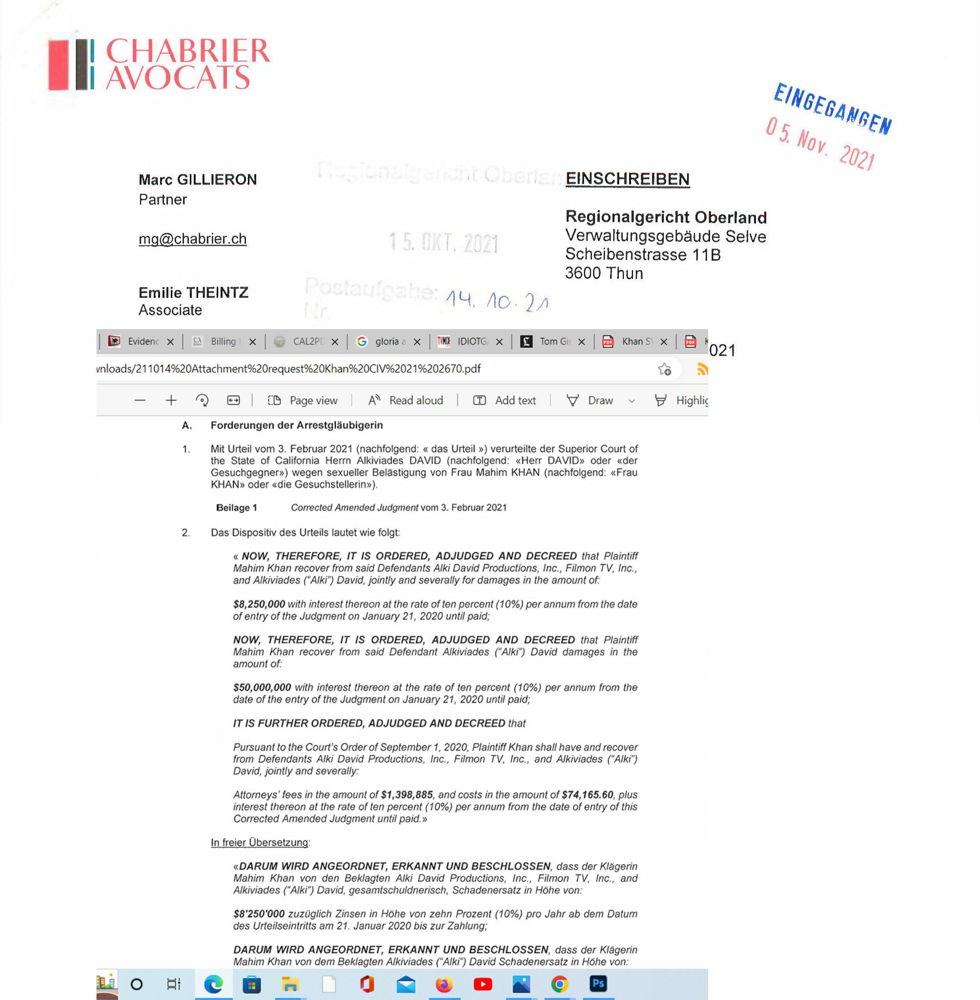 CHABRIER
AVOCATS
EINGEGANGEN
05. Nov. 2021
Marc GILLIERON
Partner
mg@chabrier.ch
Emilie THEINTZ
Associate
Regionalgericht Oberland
15. OKT. 2021
Postaufgabe: 14. 10. 21
Nr.
EINSCHREIBEN
Regionalgericht Oberland
Verwaltungsgebäude Selve
Scheibenstrasse 11B
3600 Thun
021
Evidenc
Billing
CAL2PD
gloria a
TVMIX IDIOTG
Tom Gir
PDF Khan S
PDF
wnloads/211014%20Attachment%20request%20Khan%20CIV%2021%202670.pdf
Page view
Read aloud
Add text
Draw
Highlig
A. Forderungen der Arrestgläubigerin
1. Mit Urteil vom 3. Februar 2021 (nachfolgend: « das Urteil ») verurteilte der Superior Court of
the State of California Herrn Alkiviades DAVID (nachfolgend: «Herr DAVID» oder «der
Gesuchgegner») wegen sexueller Belästigung von Frau Mahim KHAN (nachfolgend: «Frau
KHAN» oder «die Gesuchstellerin»).
Beilage 1 Corrected Amended Judgment vom 3. Februar 2021
2. Das Dispositiv des Urteils lautet wie folgt:
« NOW, THEREFORE, IT IS ORDERED, ADJUDGED AND DECREED that Plaintiff
Mahim Khan recover from said Defendants Alki David Productions, Inc., Filmon TV, Inc.,
and Alkiviades (“Alki”) David, jointly and severally for damages in the amount of:
$8,250,000 with interest thereon at the rate of ten percent (10%) per annum from the date
of entry of the Judgment on January 21, 2020 until paid;
NOW, THEREFORE, IT IS ORDERED, ADJUDGED AND DECREED that Plaintiff
Mahim Khan recover from said Defendant Alkiviades (“Alki”) David damages in the
amount of:
$50,000,000 with interest thereon at the rate of ten percent (10%) per annum from the
date of the entry of the Judgment on January 21, 2020 until paid;
IT IS FURTHER ORDERED, ADJUDGED AND DECREED that
Pursuant to the Court's Order of September 1, 2020, Plaintiff Khan shall have and recover
from Defendants Alki David Productions, Inc., Filmon TV, Inc., and Alkiviades (“Alki”)
David, jointly and severally:
Attorneys' fees in the amount of $1,398,885, and costs in the amount of $74,165.60, plus
interest thereon at the rate of ten percent (10%) per annum from the date of entry of this
Corrected Amended Judgment until paid.»
In freier Übersetzung:
«DARUM WIRD ANGEORDNET, ERKANNT UND BESCHLOSSEN, dass der Klägerin
Mahim Khan von den Beklagten Alki David Productions, Inc., Filmon TV, Inc., and
Alkiviades (“Alki”) David, gesamtschuldnerisch, Schadenersatz in Höhe von:
$8'250'000 zuzüglich Zinsen in Höhe von zehn Prozent (10%) pro Jahr ab dem Datum
des Urteilseintritts am 21. Januar 2020 bis zur Zahlung;
DARUM WIRD ANGEORDNET, ERKANNT UND BESCHLOSSEN, dass der Klägerin
Mahim Khan von dem Beklagten Alkiviades (“Alki”) David Schadenersatz in Höhe von:
Ps